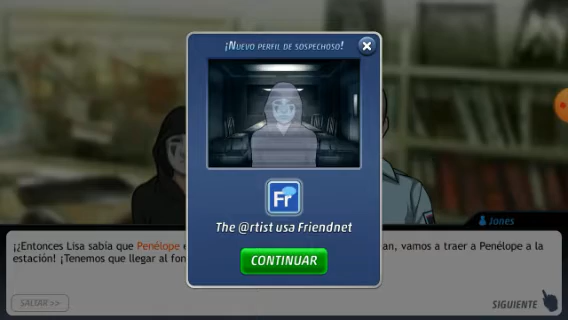 ¡Nuevo perfil de sospechoso!
Fr
The @rtist usa Friendnet
CONTINUAR
Jones
¡¿Entonces Lisa sabía que Penélope e an, vamos a traer a Penélope a la
estación! ¡Tenemos que llegar al fon
SALTAR >>
SIGUIENTE